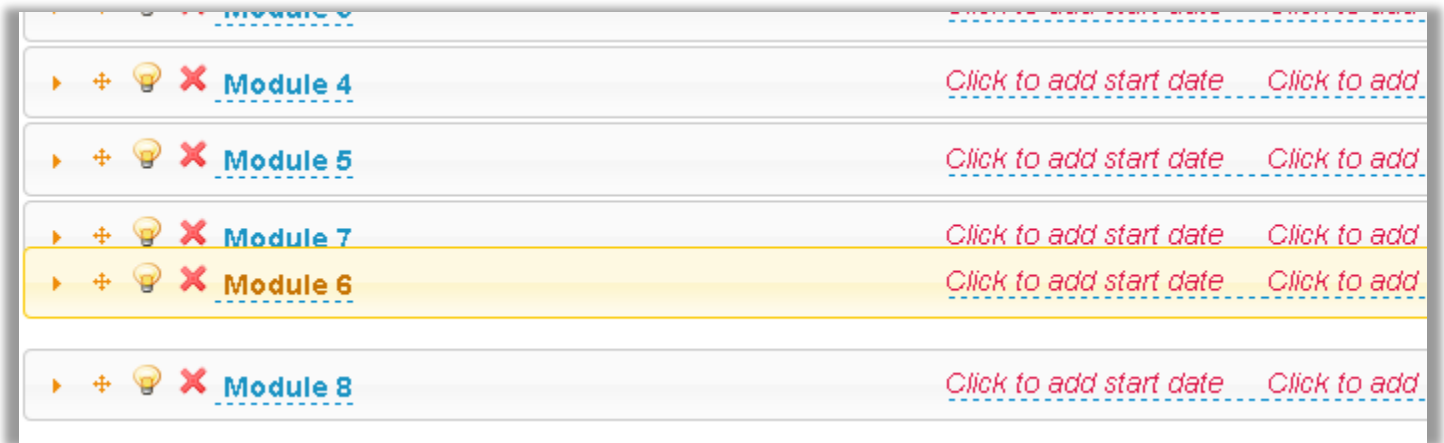 Module 4 Click to add start date Click to add
Module 5 Click to add start date Click to add
Module 7 Click to add start date Click to add
Module 6 Click to add start date Click to add
Module 8 Click to add start date Click to add